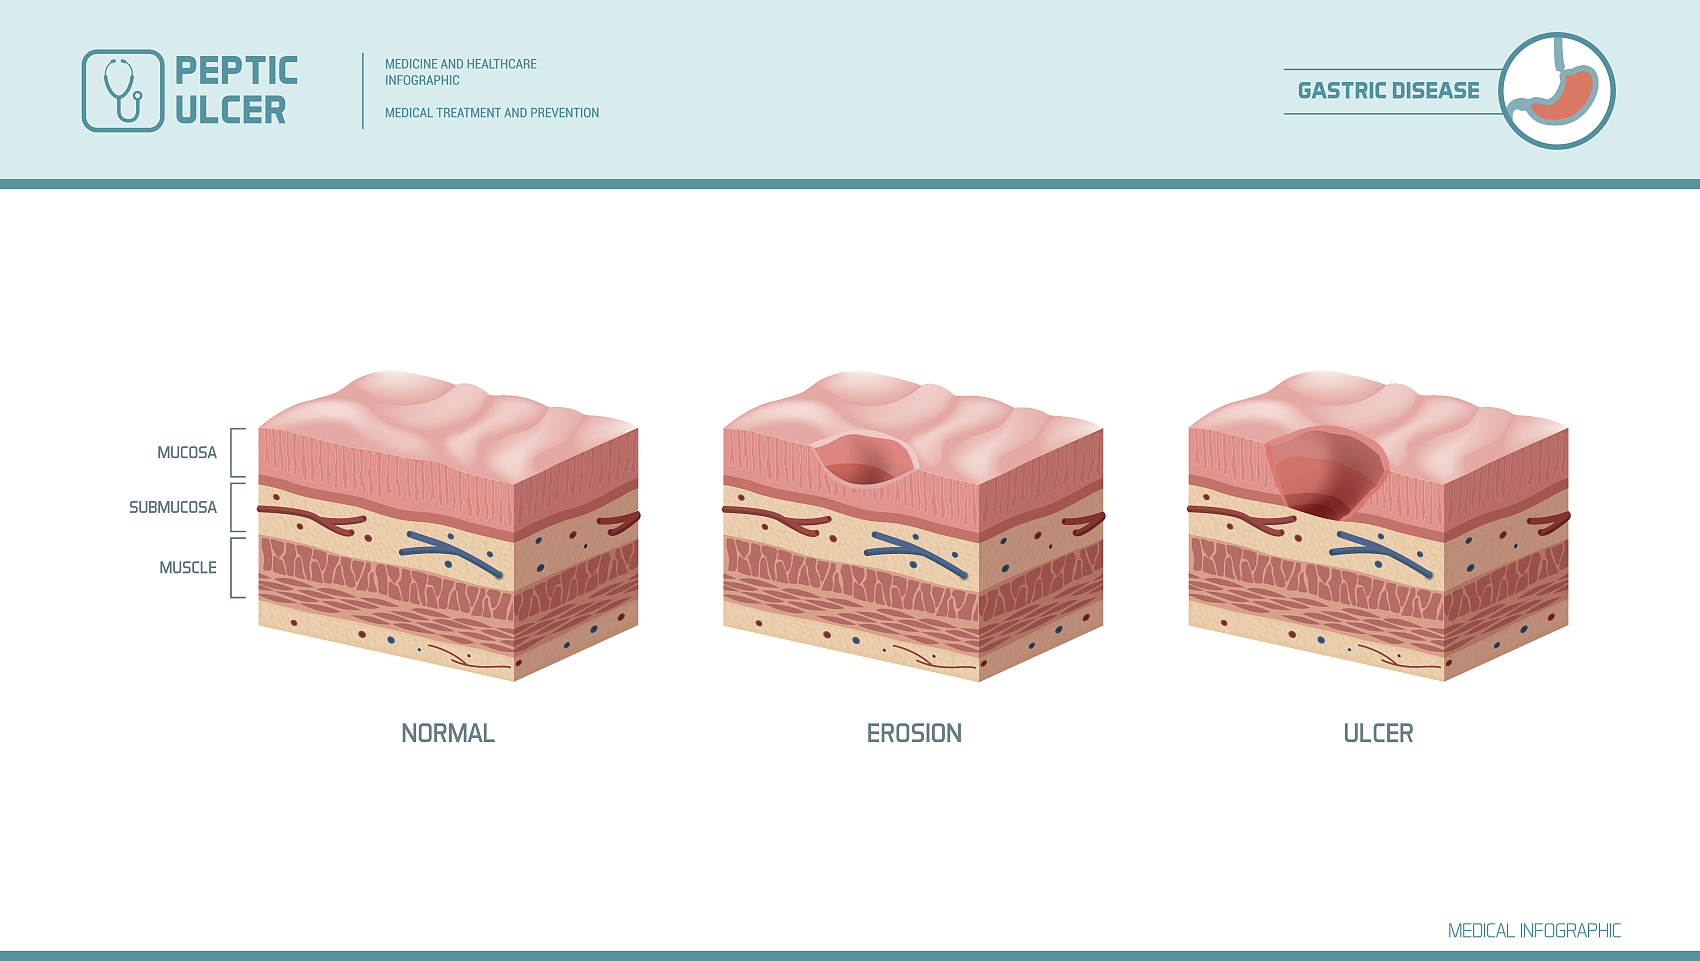 PEPTIC
ULCER
MEDICINE AND HEALTHCARE
INFOGRAPHIC
MEDICAL TREATMENT AND PREVENTION
GASTRIC DISEASE
MUCOSA
SUBMUCOSA
MUSCLE
NORMAL
EROSION
ULCER
MEDICAL INFOGRAPHIC